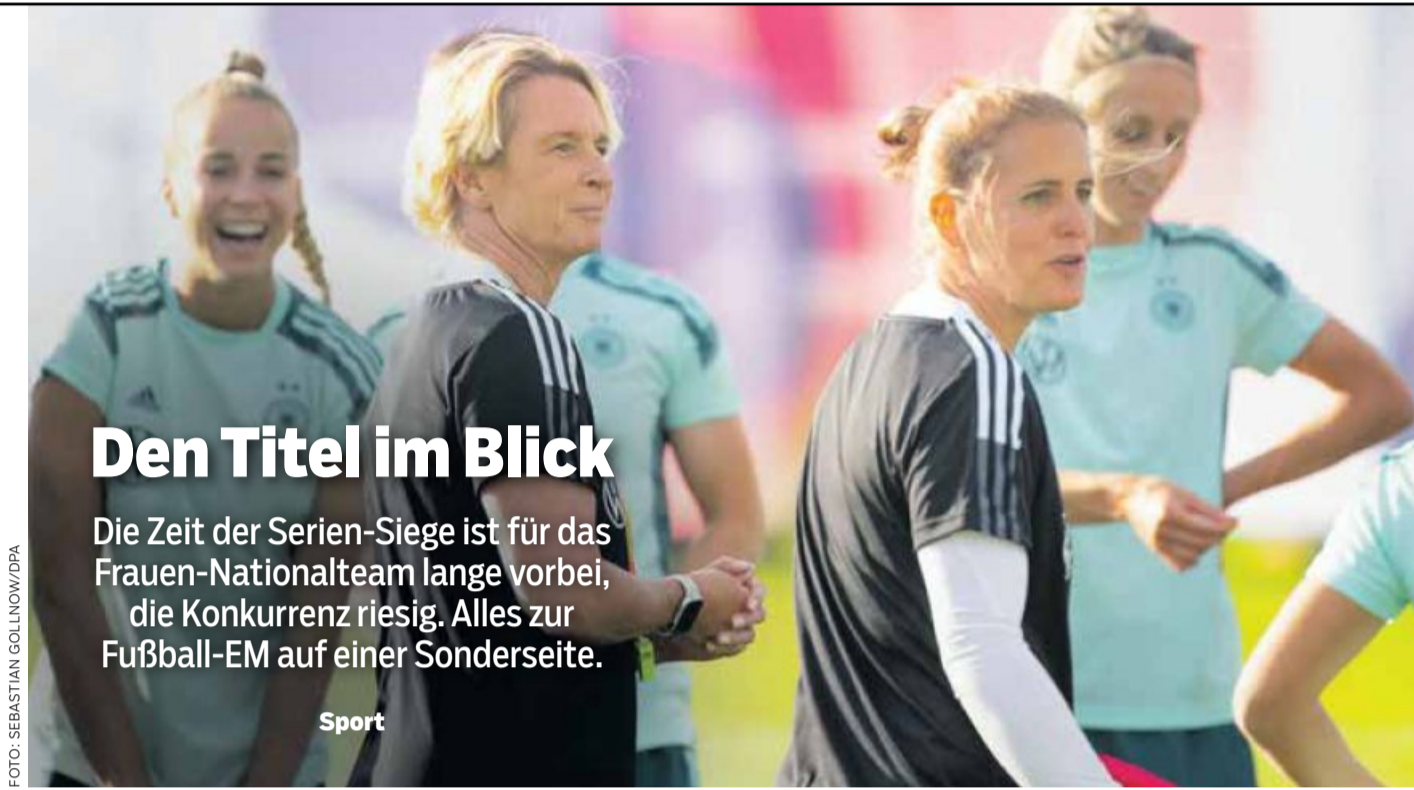 Den Titel im Blick
Die Zeit der Serien-Siege ist für das
Frauen-Nationalteam lange vorbei,
die Konkurrenz riesig. Alles zur
Fußball-EM auf einer Sonderseite.
Sport
FOTO: SEBASTIAN GOLLNOW/DPA